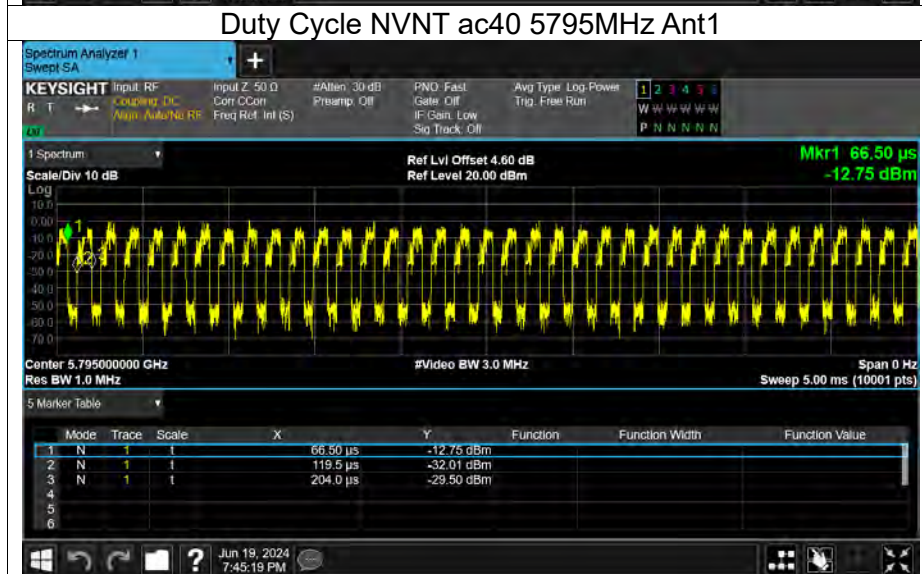 Duty Cycle NVNT ac40 5795MHz Ant1
Spectrum Analyzer 1
Swept SA
+
KEYSIGHT Input: RF Input Z: 50 Ω #Atten: 30 dB PNO: Fast Avg Type: Log-Power 1 2 3 4 5 6
R T Coupling: DC Corr CCorr Preamp: Off Gate: Off Trig: Free Run W W W W W W
Align: Auto/No RF Freq Ref: Int (S) IF Gain: Low
Sig Track: Off P N N N N N
1 Spectrum Ref Lvl Offset 4.60 dB Mkr1 66.50 µs
Scale/Div 10 dB Ref Level 20.00 dBm -12.75 dBm
Log
10.0
0.00 1
-10.0
-20.0 2 3
-30.0
-40.0
-50.0
-60.0
-70.0
Center 5.795000000 GHz #Video BW 3.0 MHz Span 0 Hz
Res BW 1.0 MHz Sweep 5.00 ms (10001 pts)
5 Marker Table
Mode Trace Scale X Y Function Function Width Function Value
1 N 1 t 66.50 µs -12.75 dBm
2 N 1 t 119.5 µs -32.01 dBm
3 N 1 t 204.0 µs -29.50 dBm
4
5
6
? Jun 19, 2024
7:45:19 PM